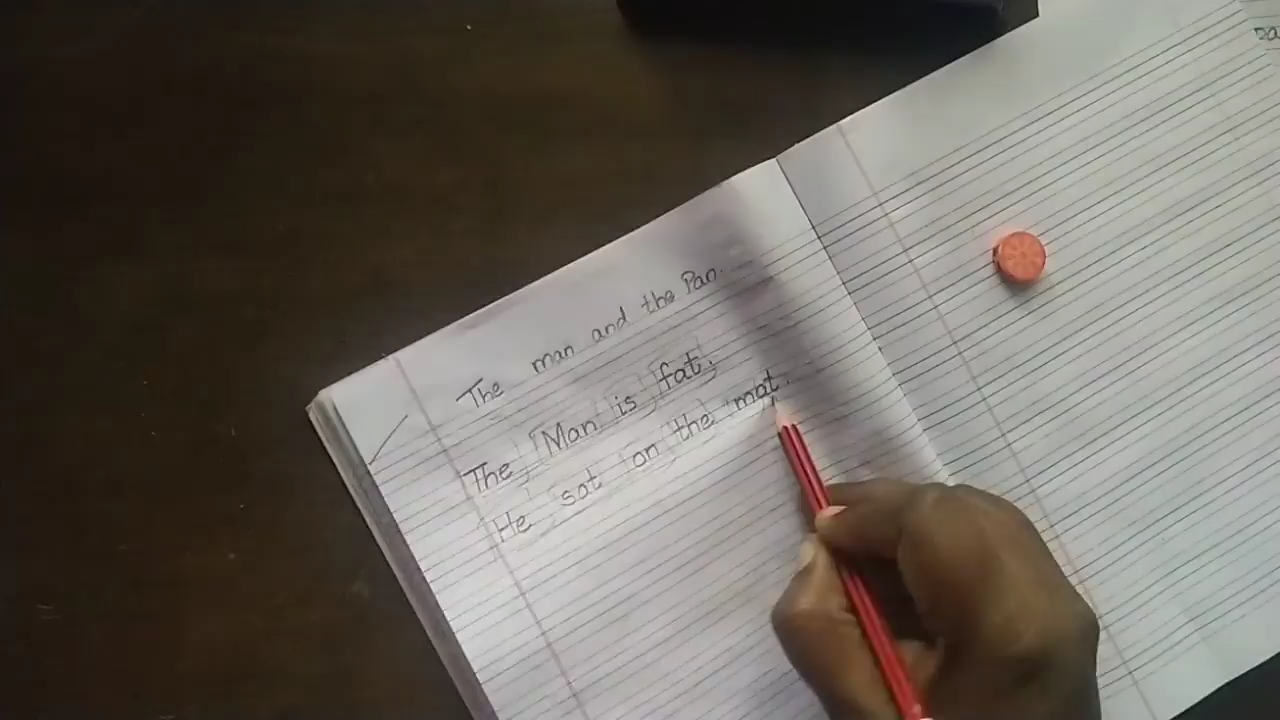 The man and the Pan.
The Man is fat.
He sat on the mat.